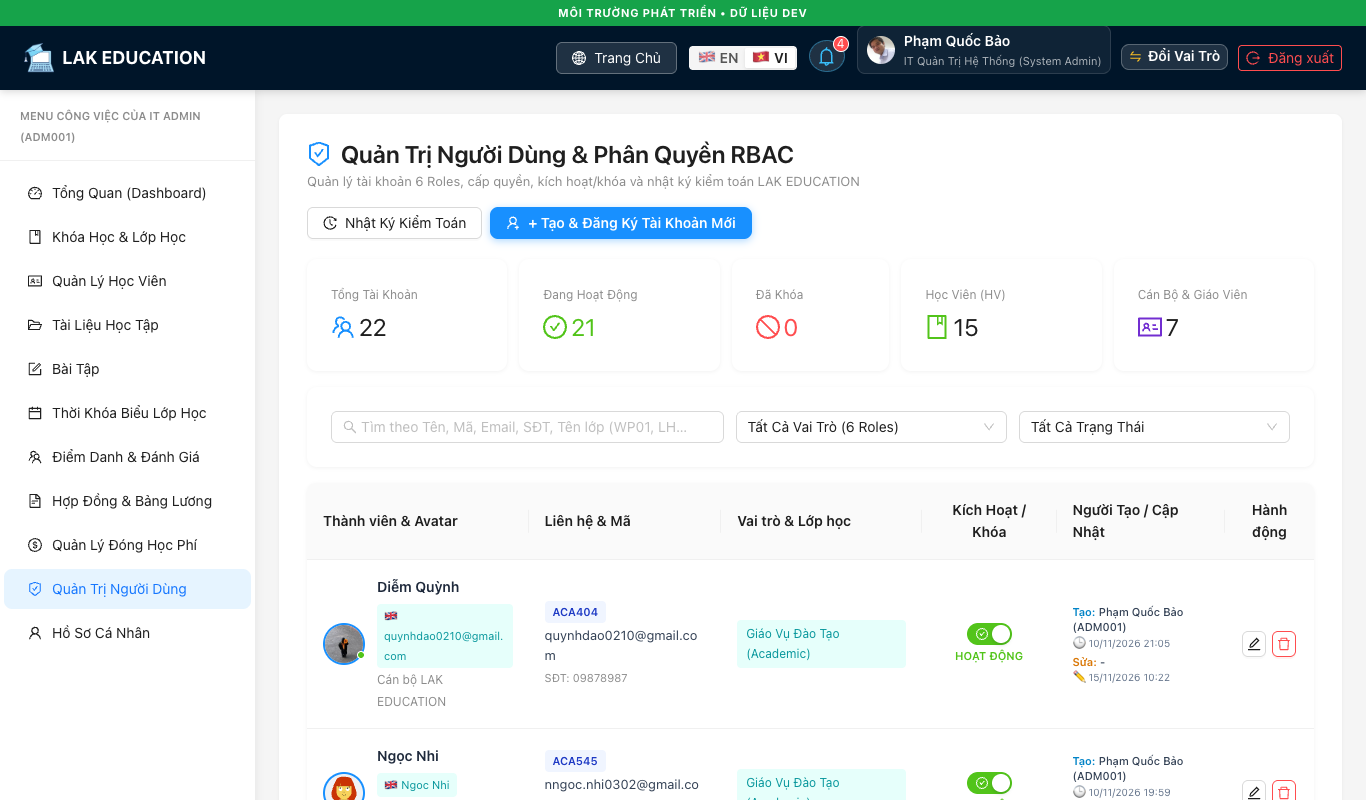 MÔI TRƯỜNG PHÁT TRIỂN • DỮ LIỆU DEV
LAK EDUCATION
Trang Chủ
EN
VI
4
Phạm Quốc Bảo
IT Quản Trị Hệ Thống (System Admin)
Đổi Vai Trò
Đăng xuất
MENU CÔNG VIỆC CỦA IT ADMIN
(ADM001)
Tổng Quan (Dashboard)
Khóa Học & Lớp Học
Quản Lý Học Viên
Tài Liệu Học Tập
Bài Tập
Thời Khóa Biểu Lớp Học
Điểm Danh & Đánh Giá
Hợp Đồng & Bảng Lương
Quản Lý Đóng Học Phí
Quản Trị Người Dùng
Hồ Sơ Cá Nhân
Quản Trị Người Dùng & Phân Quyền RBAC
Quản lý tài khoản 6 Roles, cấp quyền, kích hoạt/khóa và nhật ký kiểm toán LAK EDUCATION
Nhật Ký Kiểm Toán
+ Tạo & Đăng Ký Tài Khoản Mới
Tổng Tài Khoản
22
Đang Hoạt Động
21
Đã Khóa
0
Học Viên (HV)
15
Cán Bộ & Giáo Viên
7
Tìm theo Tên, Mã, Email, SĐT, Tên lớp (WP01, LH...
Tất Cả Vai Trò (6 Roles)
Tất Cả Trạng Thái
Thành viên & Avatar
Liên hệ & Mã
Vai trò & Lớp học
Kích Hoạt /
Khóa
Người Tạo / Cập
Nhật
Hành
động
Diễm Quỳnh
quynhdao0210@gmail.
com
Cán bộ LAK
EDUCATION
ACA404
quynhdao0210@gmail.co
m
SĐT: 09878987
Giáo Vụ Đào Tạo
(Academic)
HOẠT ĐỘNG
Tạo: Phạm Quốc Bảo
(ADM001)
10/11/2026 21:05
Sửa: -
15/11/2026 10:22
Ngọc Nhi
Ngoc Nhi
ACA545
nngoc.nhi0302@gmail.co
Giáo Vụ Đào Tạo
(Academic)
Tạo: Phạm Quốc Bảo
(ADM001)
10/11/2026 19:59